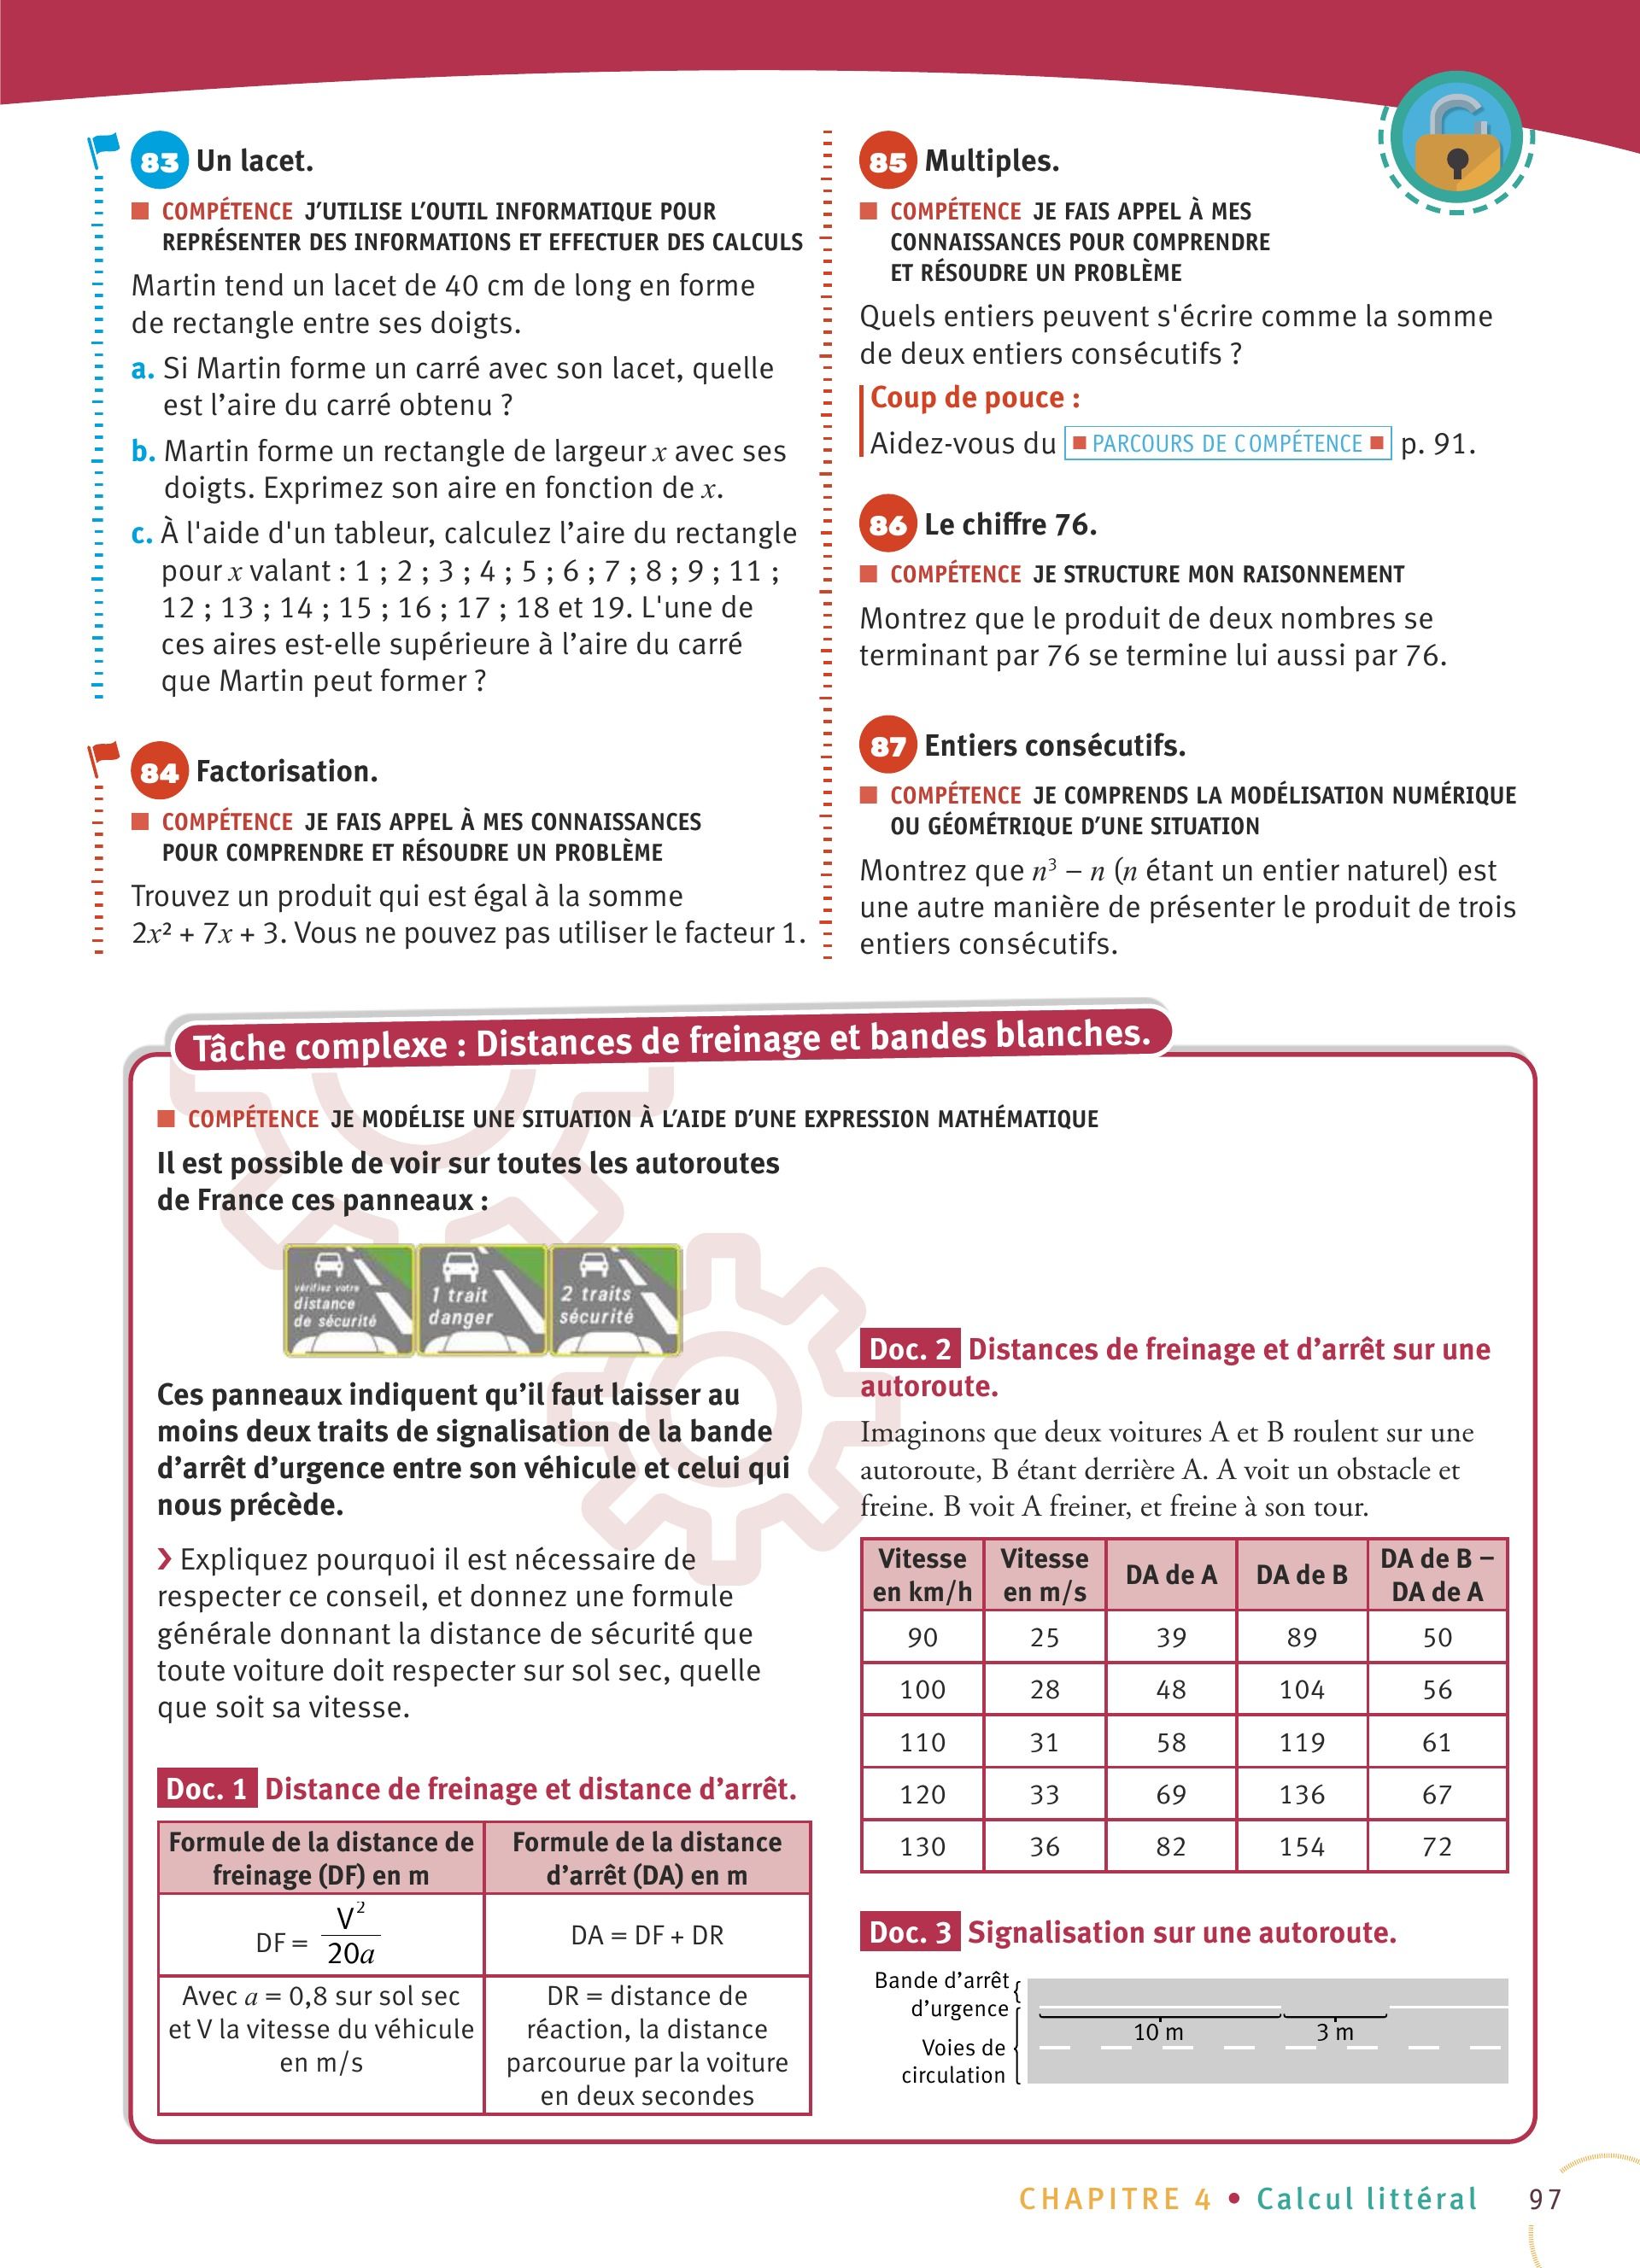 83 Un lacet.
COMPÉTENCE J’UTILISE L’OUTIL INFORMATIQUE POUR
REPRÉSENTER DES INFORMATIONS ET EFFECTUER DES CALCULS
Martin tend un lacet de 40 cm de long en forme
de rectangle entre ses doigts.
a. Si Martin forme un carré avec son lacet, quelle
est l’aire du carré obtenu ?
b. Martin forme un rectangle de largeur x avec ses
doigts. Exprimez son aire en fonction de x.
c. À l'aide d'un tableur, calculez l’aire du rectangle
pour x valant : 1 ; 2 ; 3 ; 4 ; 5 ; 6 ; 7 ; 8 ; 9 ; 11 ;
12 ; 13 ; 14 ; 15 ; 16 ; 17 ; 18 et 19. L'une de
ces aires est-elle supérieure à l’aire du carré
que Martin peut former ?
84 Factorisation.
COMPÉTENCE JE FAIS APPEL À MES CONNAISSANCES
POUR COMPRENDRE ET RÉSOUDRE UN PROBLÈME
Trouvez un produit qui est égal à la somme
2x² + 7x + 3. Vous ne pouvez pas utiliser le facteur 1.
85 Multiples.
COMPÉTENCE JE FAIS APPEL À MES
CONNAISSANCES POUR COMPRENDRE
ET RÉSOUDRE UN PROBLÈME
Quels entiers peuvent s'écrire comme la somme
de deux entiers consécutifs ?
Coup de pouce :
Aidez-vous du PARCOURS DE COMPÉTENCE p. 91.
86 Le chiffre 76.
COMPÉTENCE JE STRUCTURE MON RAISONNEMENT
Montrez que le produit de deux nombres se
terminant par 76 se termine lui aussi par 76.
87 Entiers consécutifs.
COMPÉTENCE JE COMPRENDS LA MODÉLISATION NUMÉRIQUE
OU GÉOMÉTRIQUE D’UNE SITUATION
Montrez que n³ – n (n étant un entier naturel) est
une autre manière de présenter le produit de trois
entiers consécutifs.
Tâche complexe : Distances de freinage et bandes blanches.
COMPÉTENCE JE MODÉLISE UNE SITUATION À L’AIDE D’UNE EXPRESSION MATHÉMATIQUE
Il est possible de voir sur toutes les autoroutes
de France ces panneaux :
vérifiez votre
distance
de sécurité
1 trait
danger
2 traits
sécurité
Ces panneaux indiquent qu’il faut laisser au
moins deux traits de signalisation de la bande
d’arrêt d’urgence entre son véhicule et celui qui
nous précède.
› Expliquez pourquoi il est nécessaire de
respecter ce conseil, et donnez une formule
générale donnant la distance de sécurité que
toute voiture doit respecter sur sol sec, quelle
que soit sa vitesse.
Doc. 1 Distance de freinage et distance d’arrêt.
Formule de la distance de
freinage (DF) en m
Formule de la distance
d’arrêt (DA) en m
DF = V²/20a
DA = DF + DR
Avec a = 0,8 sur sol sec
et V la vitesse du véhicule
en m/s
DR = distance de
réaction, la distance
parcourue par la voiture
en deux secondes
Doc. 2 Distances de freinage et d’arrêt sur une
autoroute.
Imaginons que deux voitures A et B roulent sur une
autoroute, B étant derrière A. A voit un obstacle et
freine. B voit A freiner, et freine à son tour.
Vitesse
en km/h
Vitesse
en m/s
DA de A
DA de B
DA de B –
DA de A
90 25 39 89 50
100 28 48 104 56
110 31 58 119 61
120 33 69 136 67
130 36 82 154 72
Doc. 3 Signalisation sur une autoroute.
Bande d’arrêt
d’urgence
10 m
3 m
Voies de
circulation
CHAPITRE 4 • Calcul littéral 97